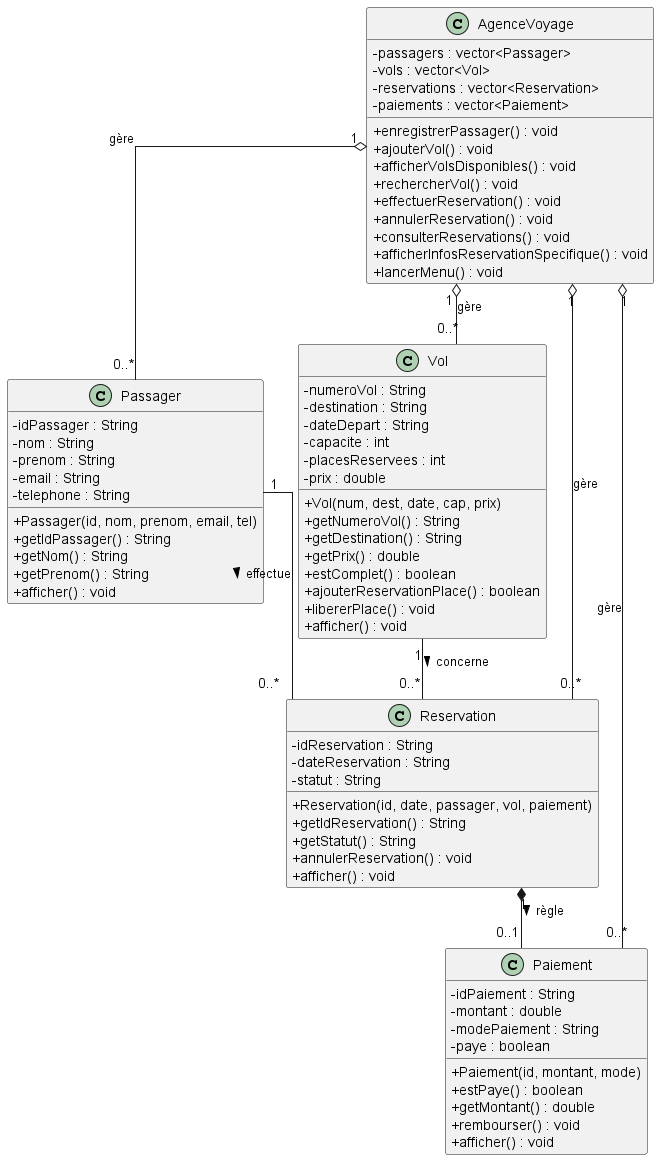 C AgenceVoyage
-passagers : vector<Passager>
-vols : vector<Vol>
-reservations : vector<Reservation>
-paiements : vector<Paiement>
+enregistrerPassager() : void
+ajouterVol() : void
+afficherVolsDisponibles() : void
+rechercherVol() : void
+effectuerReservation() : void
+annulerReservation() : void
+consulterReservations() : void
+afficherInfosReservationSpecifique() : void
+lancerMenu() : void
gère
1
0..*
1
gère
0..*
1
gère
0..*
1
gère
0..*
C Passager
-idPassager : String
-nom : String
-prenom : String
-email : String
-telephone : String
+Passager(id, nom, prenom, email, tel)
+getIdPassager() : String
+getNom() : String
+getPrenom() : String
+afficher() : void
1
effectue
0..*
C Vol
-numeroVol : String
-destination : String
-dateDepart : String
-capacite : int
-placesReservees : int
-prix : double
+Vol(num, dest, date, cap, prix)
+getNumeroVol() : String
+getDestination() : String
+getPrix() : double
+estComplet() : boolean
+ajouterReservationPlace() : boolean
+libererPlace() : void
+afficher() : void
1
concerne
0..*
C Reservation
-idReservation : String
-dateReservation : String
-statut : String
+Reservation(id, date, passager, vol, paiement)
+getIdReservation() : String
+getStatut() : String
+annulerReservation() : void
+afficher() : void
1
règle
0..1
C Paiement
-idPaiement : String
-montant : double
-modePaiement : String
-paye : boolean
+Paiement(id, montant, mode)
+estPaye() : boolean
+getMontant() : double
+rembourser() : void
+afficher() : void